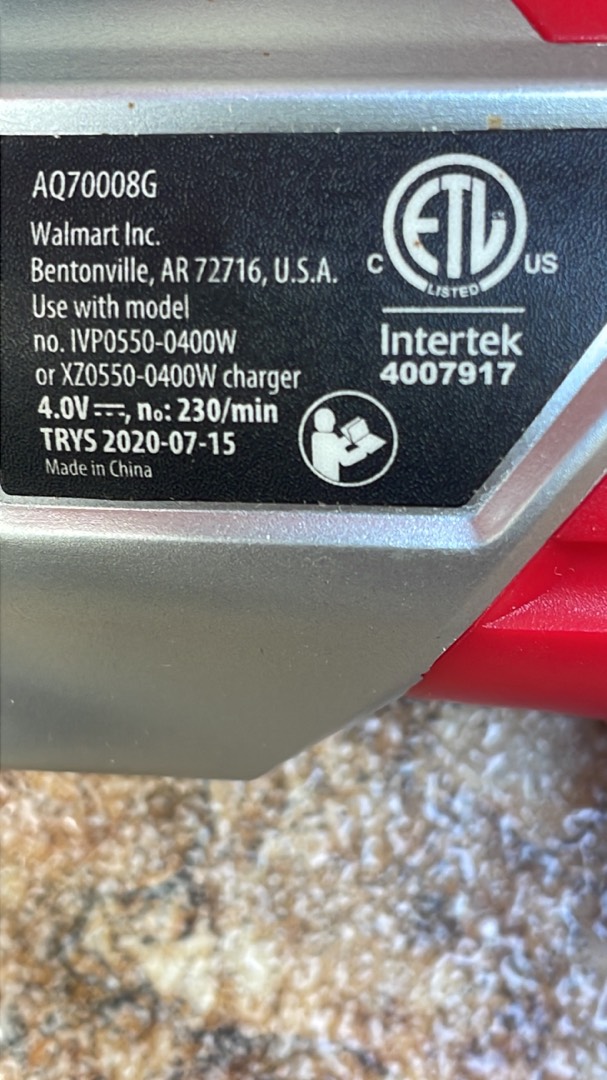 AQ70008G
Walmart Inc.
Bentonville, AR 72716, U.S.A.
Use with model
no. IVP0550-0400W
or XZ0550-0400W charger
4.0V⎓, n₀: 230/min
TRYS 2020-07-15
Made in China
ETL
CM
LISTED
C US
Intertek
4007917